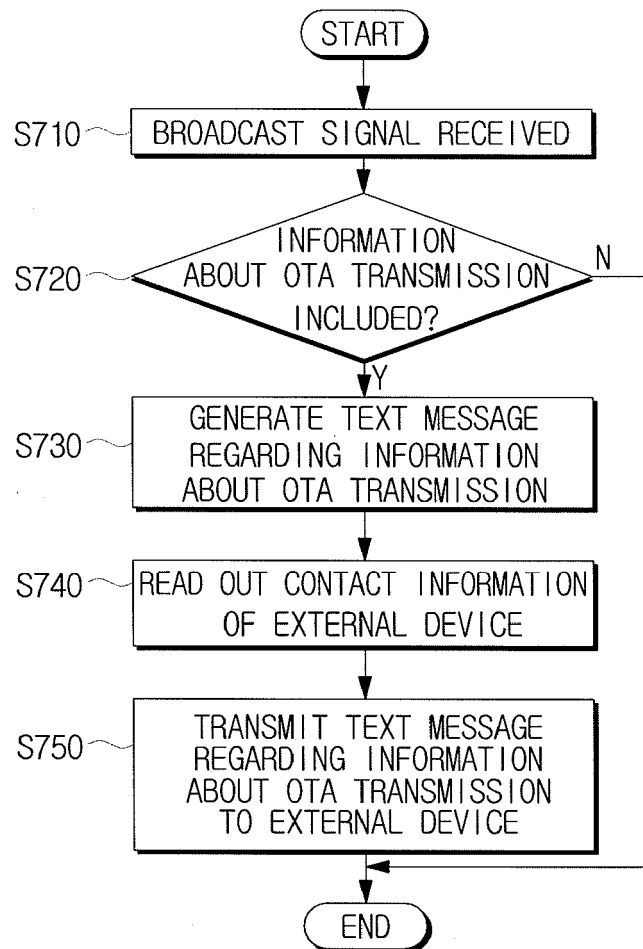 START
S710
BROADCAST SIGNAL RECEIVED
INFORMATION
S720
ABOUT OTA TRANSMISSION
N
INCLUDED?
Y
GENERATE TEXT MESSAGE
S730
REGARDING INFORMATION
ABOUT OTA TRANSMISSION
S740
READ OUT CONTACT INFORMATION
OF EXTERNAL DEVICE
TRANSMIT TEXT MESSAGE
S750
REGARDING INFORMATION
ABOUT OTA TRANSMISSION
TO EXTERNAL DEVICE
END